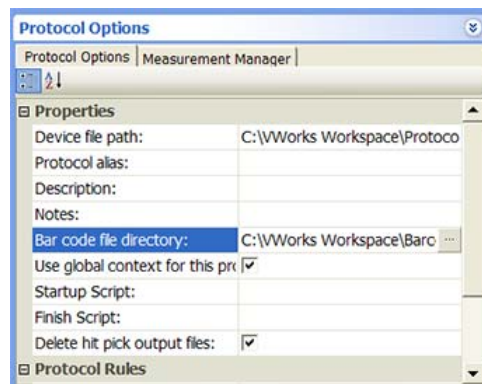 Protocol Options
Protocol Options Measurement Manager
Properties
Device file path: C:\VWorks Workspace\Protoco
Protocol alias:
Description:
Notes:
Bar code file directory: C:\VWorks Workspace\Barc ...
Use global context for this pro
Startup Script:
Finish Script:
Delete hit pick output files:
Protocol Rules